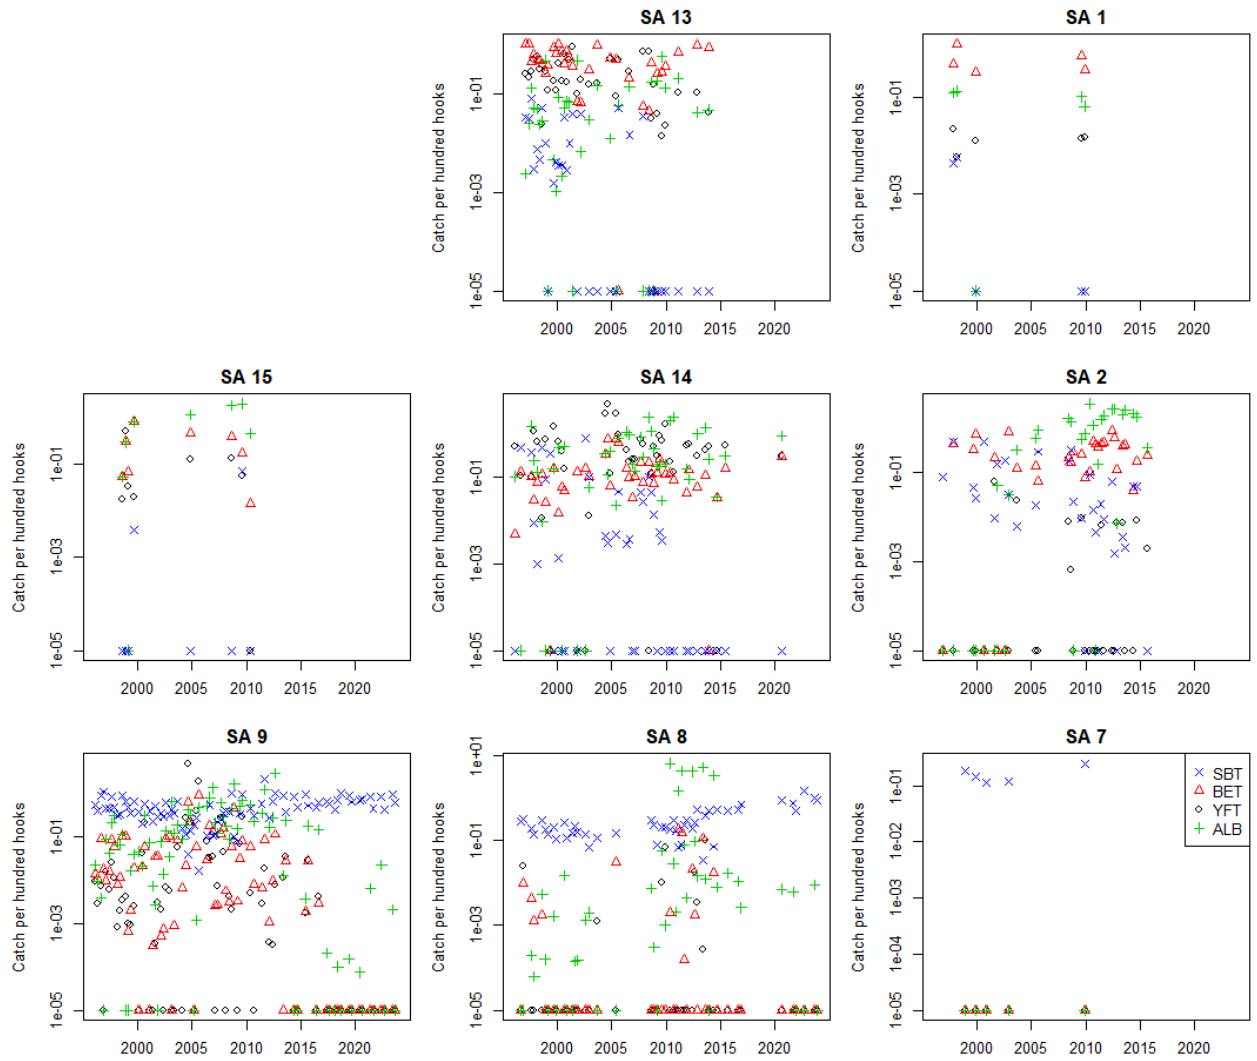 SA 13
SA 1
Catch per hundred hooks
1e-01
1e-03
1e-05
2000 2005 2010 2015 2020
Catch per hundred hooks
1e-01
1e-03
1e-05
2000 2005 2010 2015 2020
SA 15
SA 14
SA 2
Catch per hundred hooks
1e-01
1e-03
1e-05
2000 2005 2010 2015 2020
Catch per hundred hooks
1e-01
1e-03
1e-05
2000 2005 2010 2015 2020
Catch per hundred hooks
1e-01
1e-03
1e-05
2000 2005 2010 2015 2020
SA 9
SA 8
SA 7
Catch per hundred hooks
1e-01
1e-03
1e-05
2000 2005 2010 2015 2020
Catch per hundred hooks
1e+01
1e-01
1e-03
1e-05
2000 2005 2010 2015 2020
Catch per hundred hooks
1e-01
1e-02
1e-03
1e-04
1e-05
2000 2005 2010 2015 2020
SBT
BET
YFT
ALB